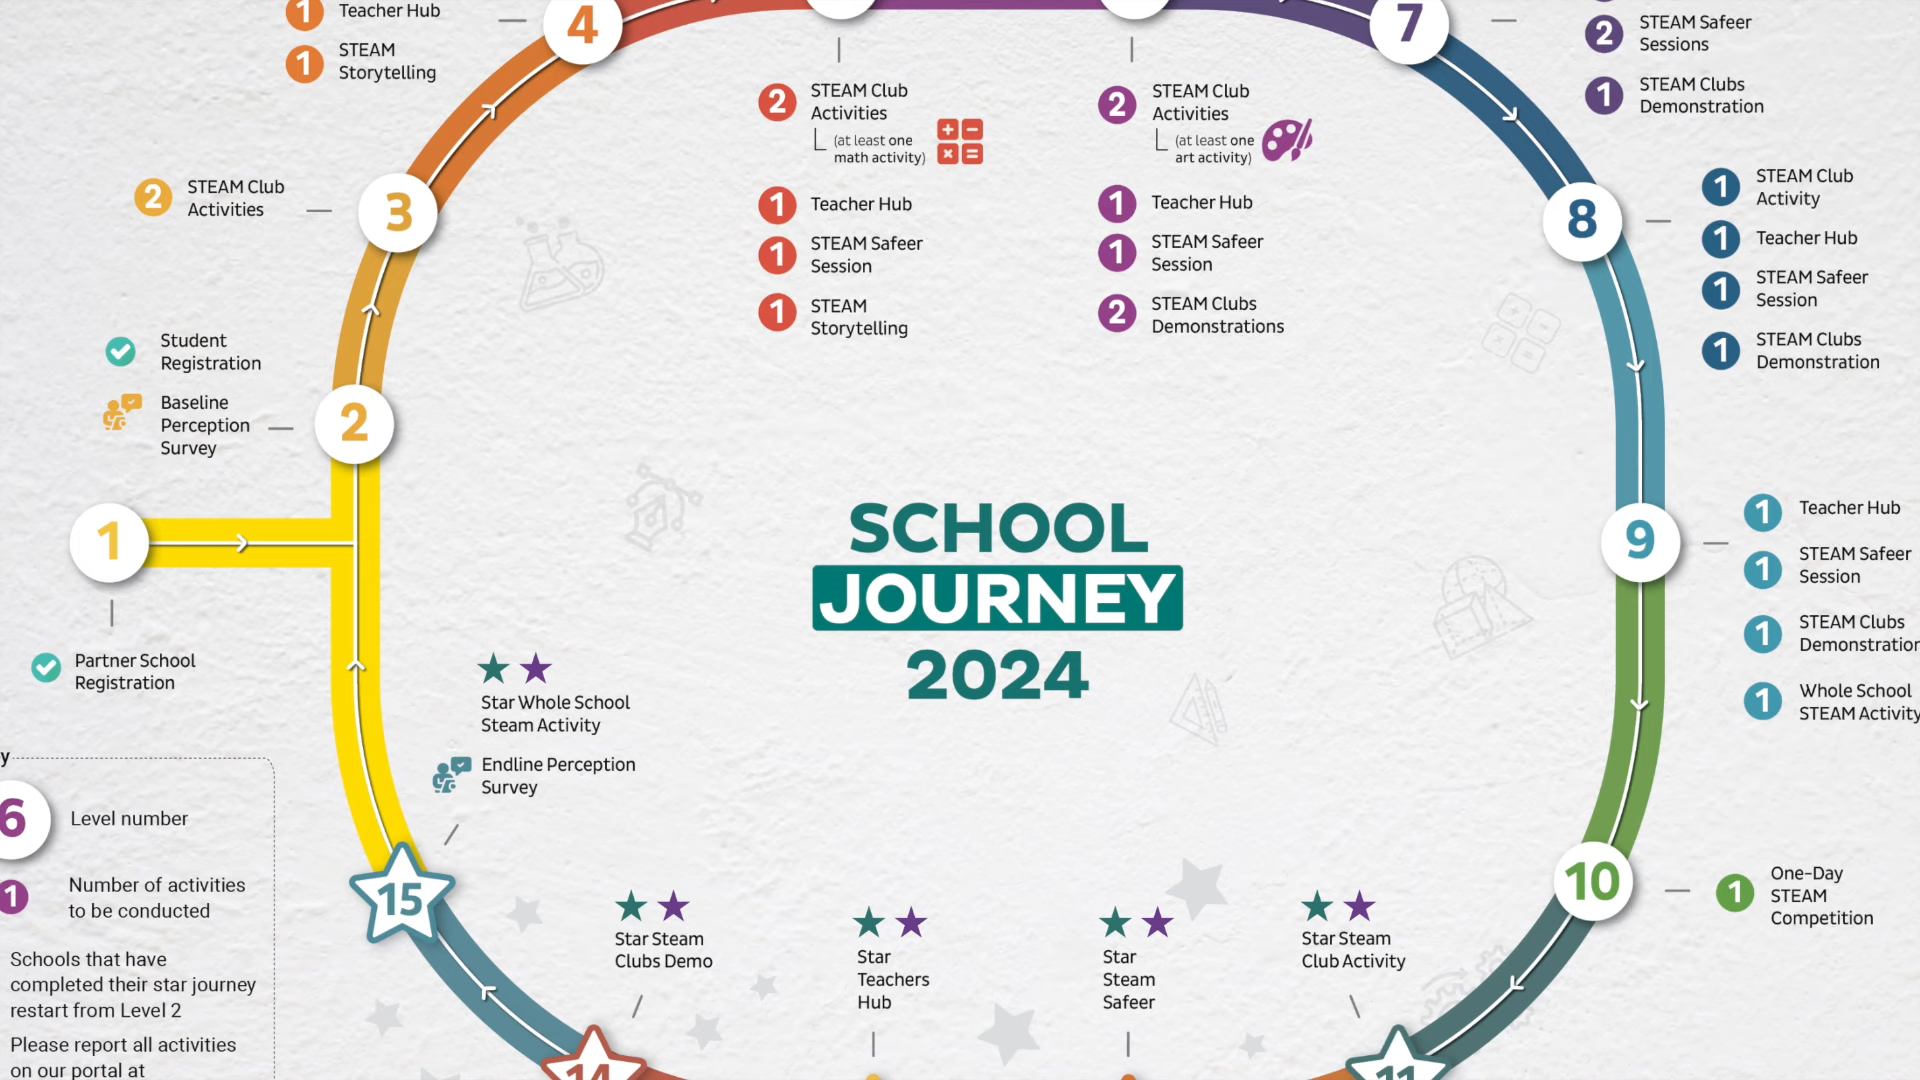 1 Teacher Hub
1 STEAM
Storytelling
4
7
2 STEAM Safeer
Sessions
1 STEAM Clubs
Demonstration
2 STEAM Club
Activities
(at least one
math activity)
1 Teacher Hub
1 STEAM Safeer
Session
1 STEAM
Storytelling
2 STEAM Club
Activities
(at least one
art activity)
1 Teacher Hub
1 STEAM Safeer
Session
2 STEAM Clubs
Demonstrations
2 STEAM Club
Activities
3
8
1 STEAM Club
Activity
1 Teacher Hub
1 STEAM Safeer
Session
1 STEAM Clubs
Demonstration
Student
Registration
Baseline
Perception
Survey
2
1
Partner School
Registration
SCHOOL
JOURNEY
2024
9
1 Teacher Hub
1 STEAM Safeer
Session
1 STEAM Clubs
Demonstration
1 Whole School
STEAM Activity
Star Whole School
Steam Activity
Endline Perception
Survey
y
6 Level number
1 Number of activities
to be conducted
Schools that have
completed their star journey
restart from Level 2
Please report all activities
on our portal at
15
10
1 One-Day
STEAM
Competition
Star Steam
Clubs Demo
Star
Teachers
Hub
Star
Steam
Safeer
Star Steam
Club Activity
14
11